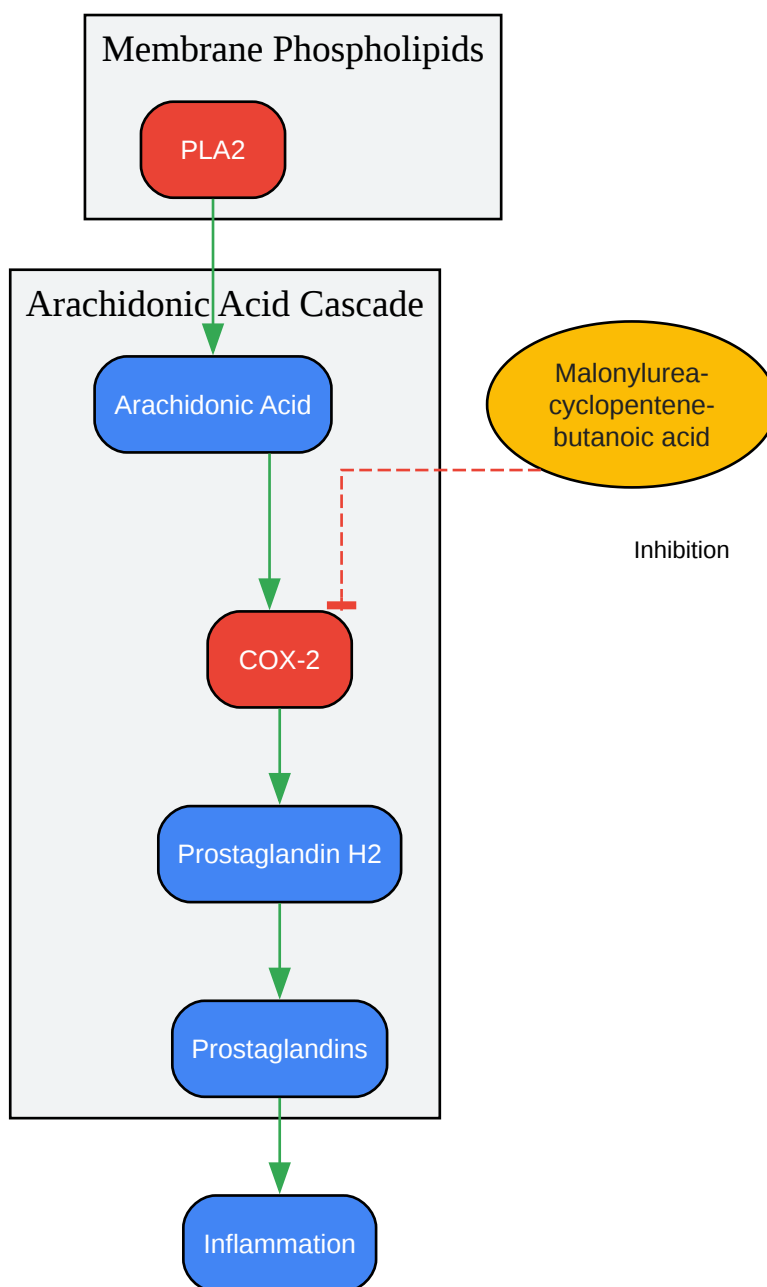 Membrane Phospholipids
PLA2
Arachidonic Acid Cascade
Arachidonic Acid
Malonylurea-
cyclopentene-
butanoic acid
Inhibition
COX-2
Prostaglandin H2
Prostaglandins
Inflammation